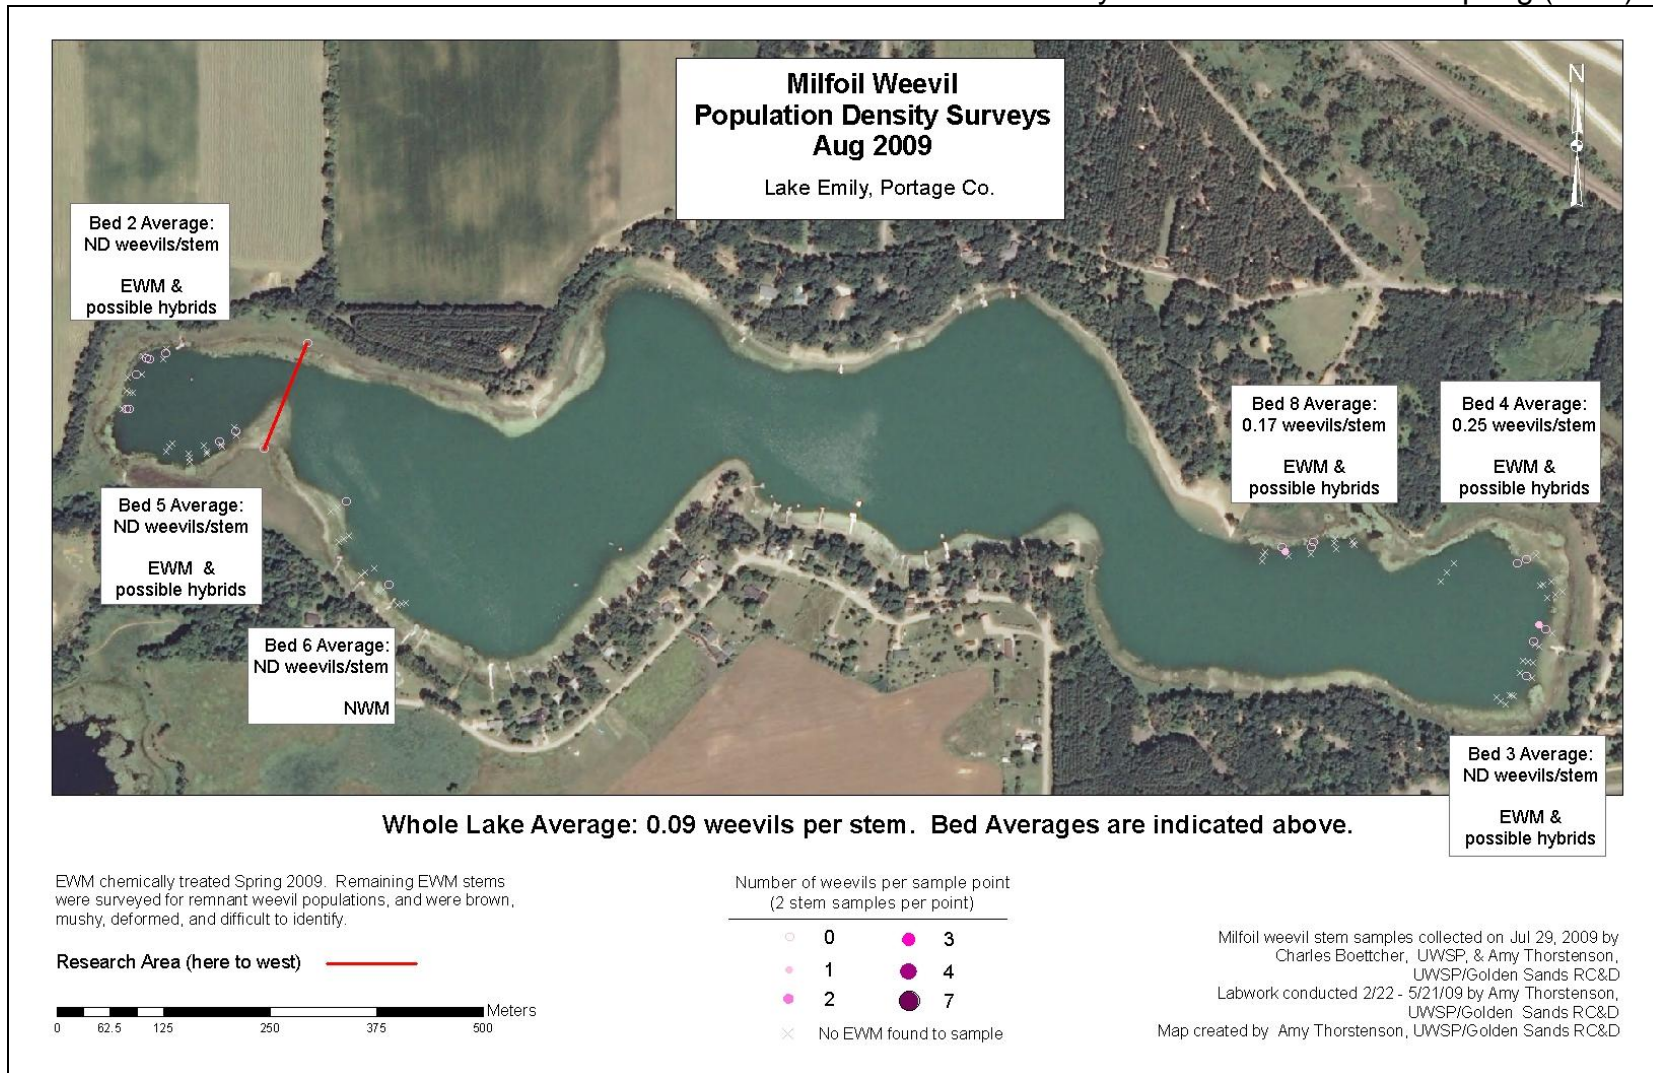 Milfoil Weevil
Population Density Surveys
Aug 2009
Lake Emily, Portage Co.
N
Bed 2 Average:
ND weevils/stem
EWM &
possible hybrids
Bed 8 Average:
0.17 weevils/stem
EWM &
possible hybrids
Bed 4 Average:
0.25 weevils/stem
EWM &
possible hybrids
Bed 5 Average:
ND weevils/stem
EWM &
possible hybrids
Bed 6 Average:
ND weevils/stem
NWM
Bed 3 Average:
ND weevils/stem
EWM &
possible hybrids
Whole Lake Average: 0.09 weevils per stem. Bed Averages are indicated above.
EWM chemically treated Spring 2009. Remaining EWM stems
were surveyed for remnant weevil populations, and were brown,
mushy, deformed, and difficult to identify.
Research Area (here to west)
Meters
0 62.5 125 250 375 500
Number of weevils per sample point
(2 stem samples per point)
0 3
1 4
2 7
No EWM found to sample
Milfoil weevil stem samples collected on Jul 29, 2009 by
Charles Boettcher, UWSP, & Amy Thorstenson,
UWSP/Golden Sands RC&D
Labwork conducted 2/22 - 5/21/09 by Amy Thorstenson,
UWSP/Golden Sands RC&D
Map created by Amy Thorstenson, UWSP/Golden Sands RC&D